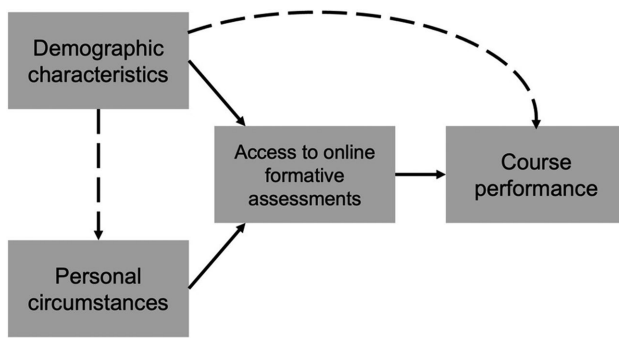 Demographic
characteristics
Access to online
formative
assessments
Course
performance
Personal
circumstances